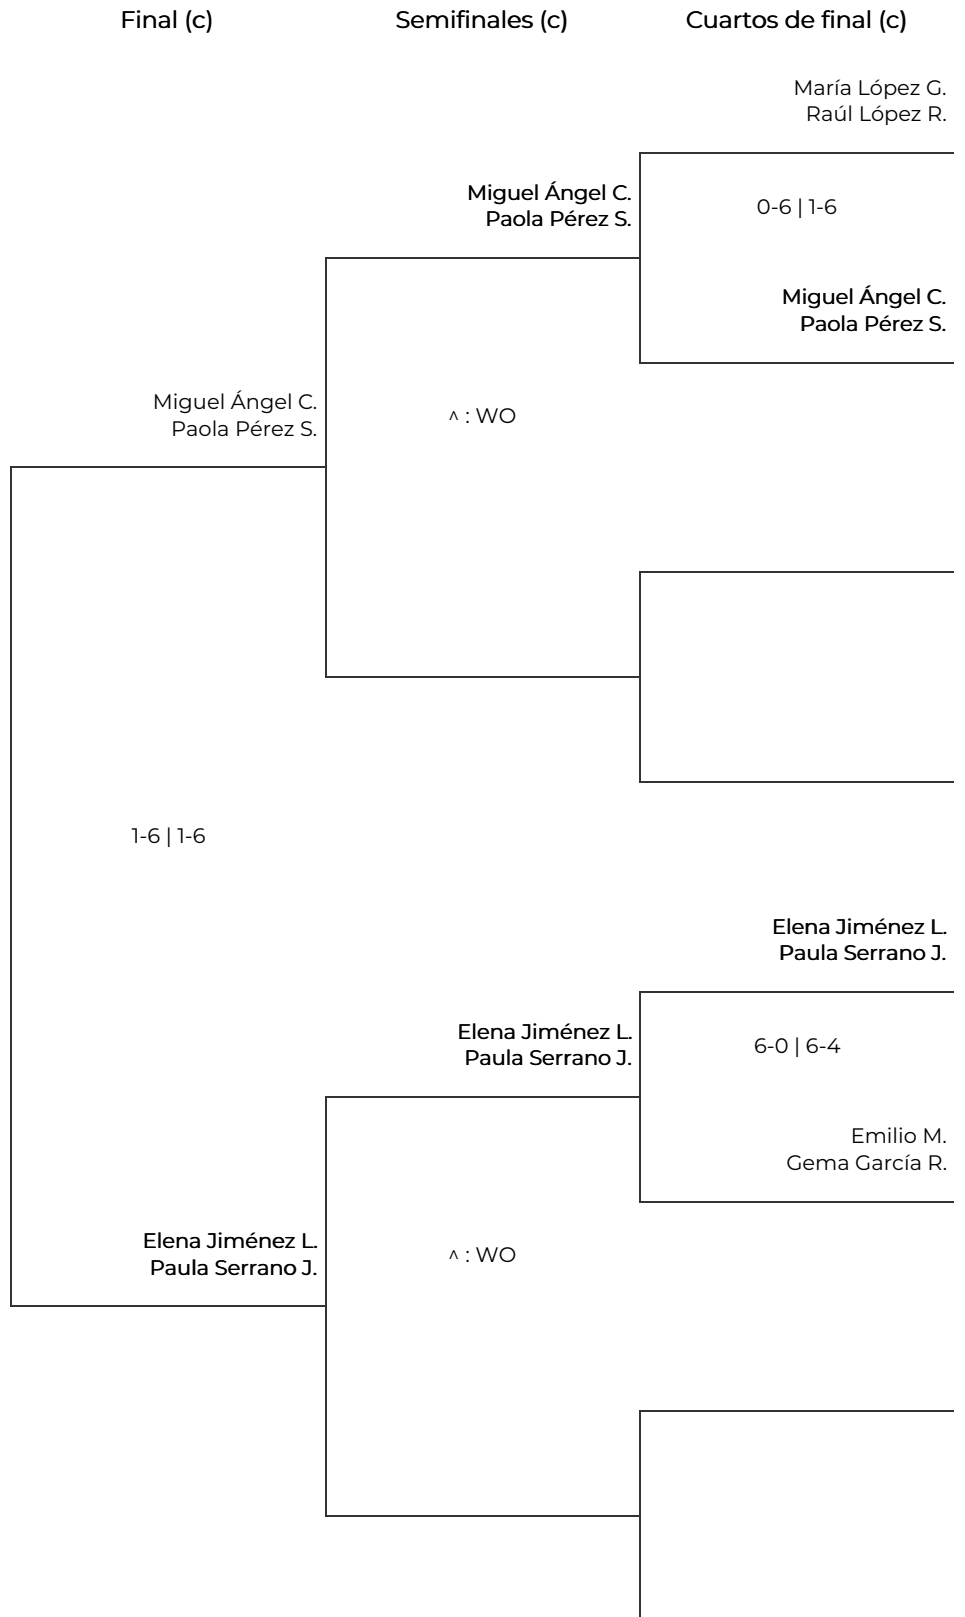 Final (c)
Semifinales (c)
Cuartos de final (c)
María López G.
Raúl López R.
Miguel Ángel C.
Paola Pérez S.
0-6 | 1-6
Miguel Ángel C.
Paola Pérez S.
Miguel Ángel C.
Paola Pérez S.
^ : WO
1-6 | 1-6
Elena Jiménez L.
Paula Serrano J.
Elena Jiménez L.
Paula Serrano J.
6-0 | 6-4
Emilio M.
Gema García R.
Elena Jiménez L.
Paula Serrano J.
^ : WO